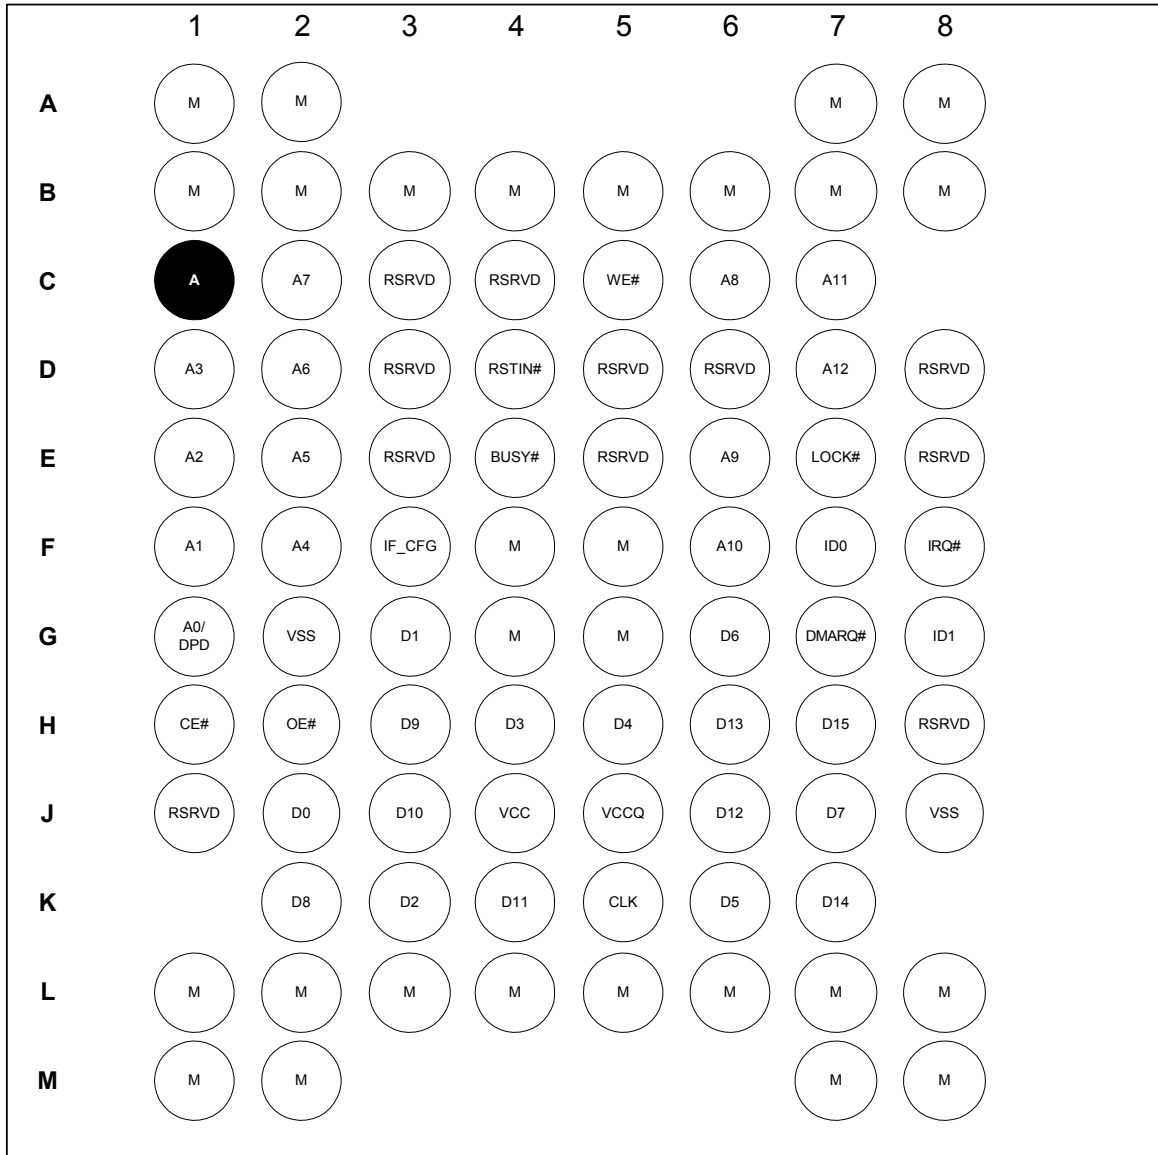 1 2 3 4 5 6 7 8
A M M M M
B M M M M M M M M
C A A7 RSRVD RSRVD WE# A8 A11
D A3 A6 RSRVD RSTIN# RSRVD RSRVD A12 RSRVD
E A2 A5 RSRVD BUSY# RSRVD A9 LOCK# RSRVD
F A1 A4 IF_CFG M M A10 ID0 IRQ#
G A0/ DPD VSS D1 M M D6 DMARQ# ID1
H CE# OE# D9 D3 D4 D13 D15 RSRVD
J RSRVD D0 D10 VCC VCCQ D12 D7 VSS
K D8 D2 D11 CLK D5 D14
L M M M M M M M M
M M M M M